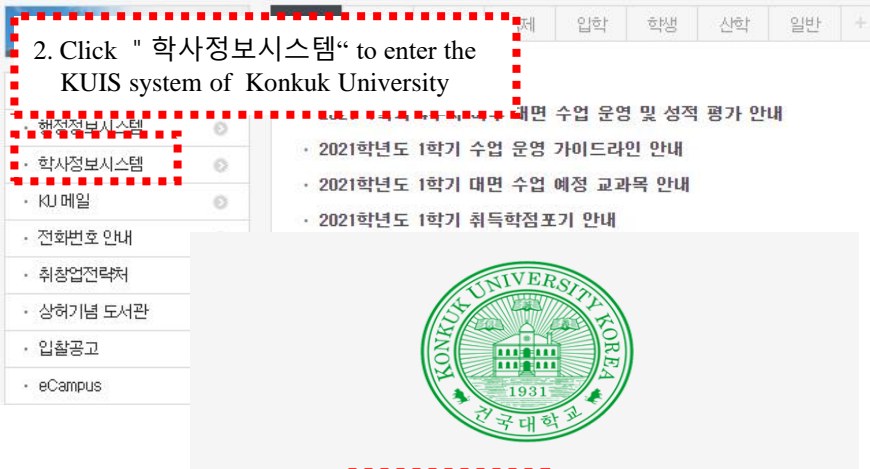 입학
학생
산학
일반
+
2. Click " 학사정보시스템“ to enter the
KUIS system of Konkuk University
대면 수업 운영 및 성적 평가 안내
· 2021학년도 1학기 수업 운영 가이드라인 안내
· 2021학년도 1학기 대면 수업 예정 교과목 안내
· 2021학년도 1학기 취득학점포기 안내
· 행정정보시스템
· 학사정보시스템
· KU 메일
· 전화번호 안내
· 취창업전략처
· 상허기념 도서관
· 입찰공고
· eCampus
KONKUK UNIVERSITY KOREA
1931
건국대학교